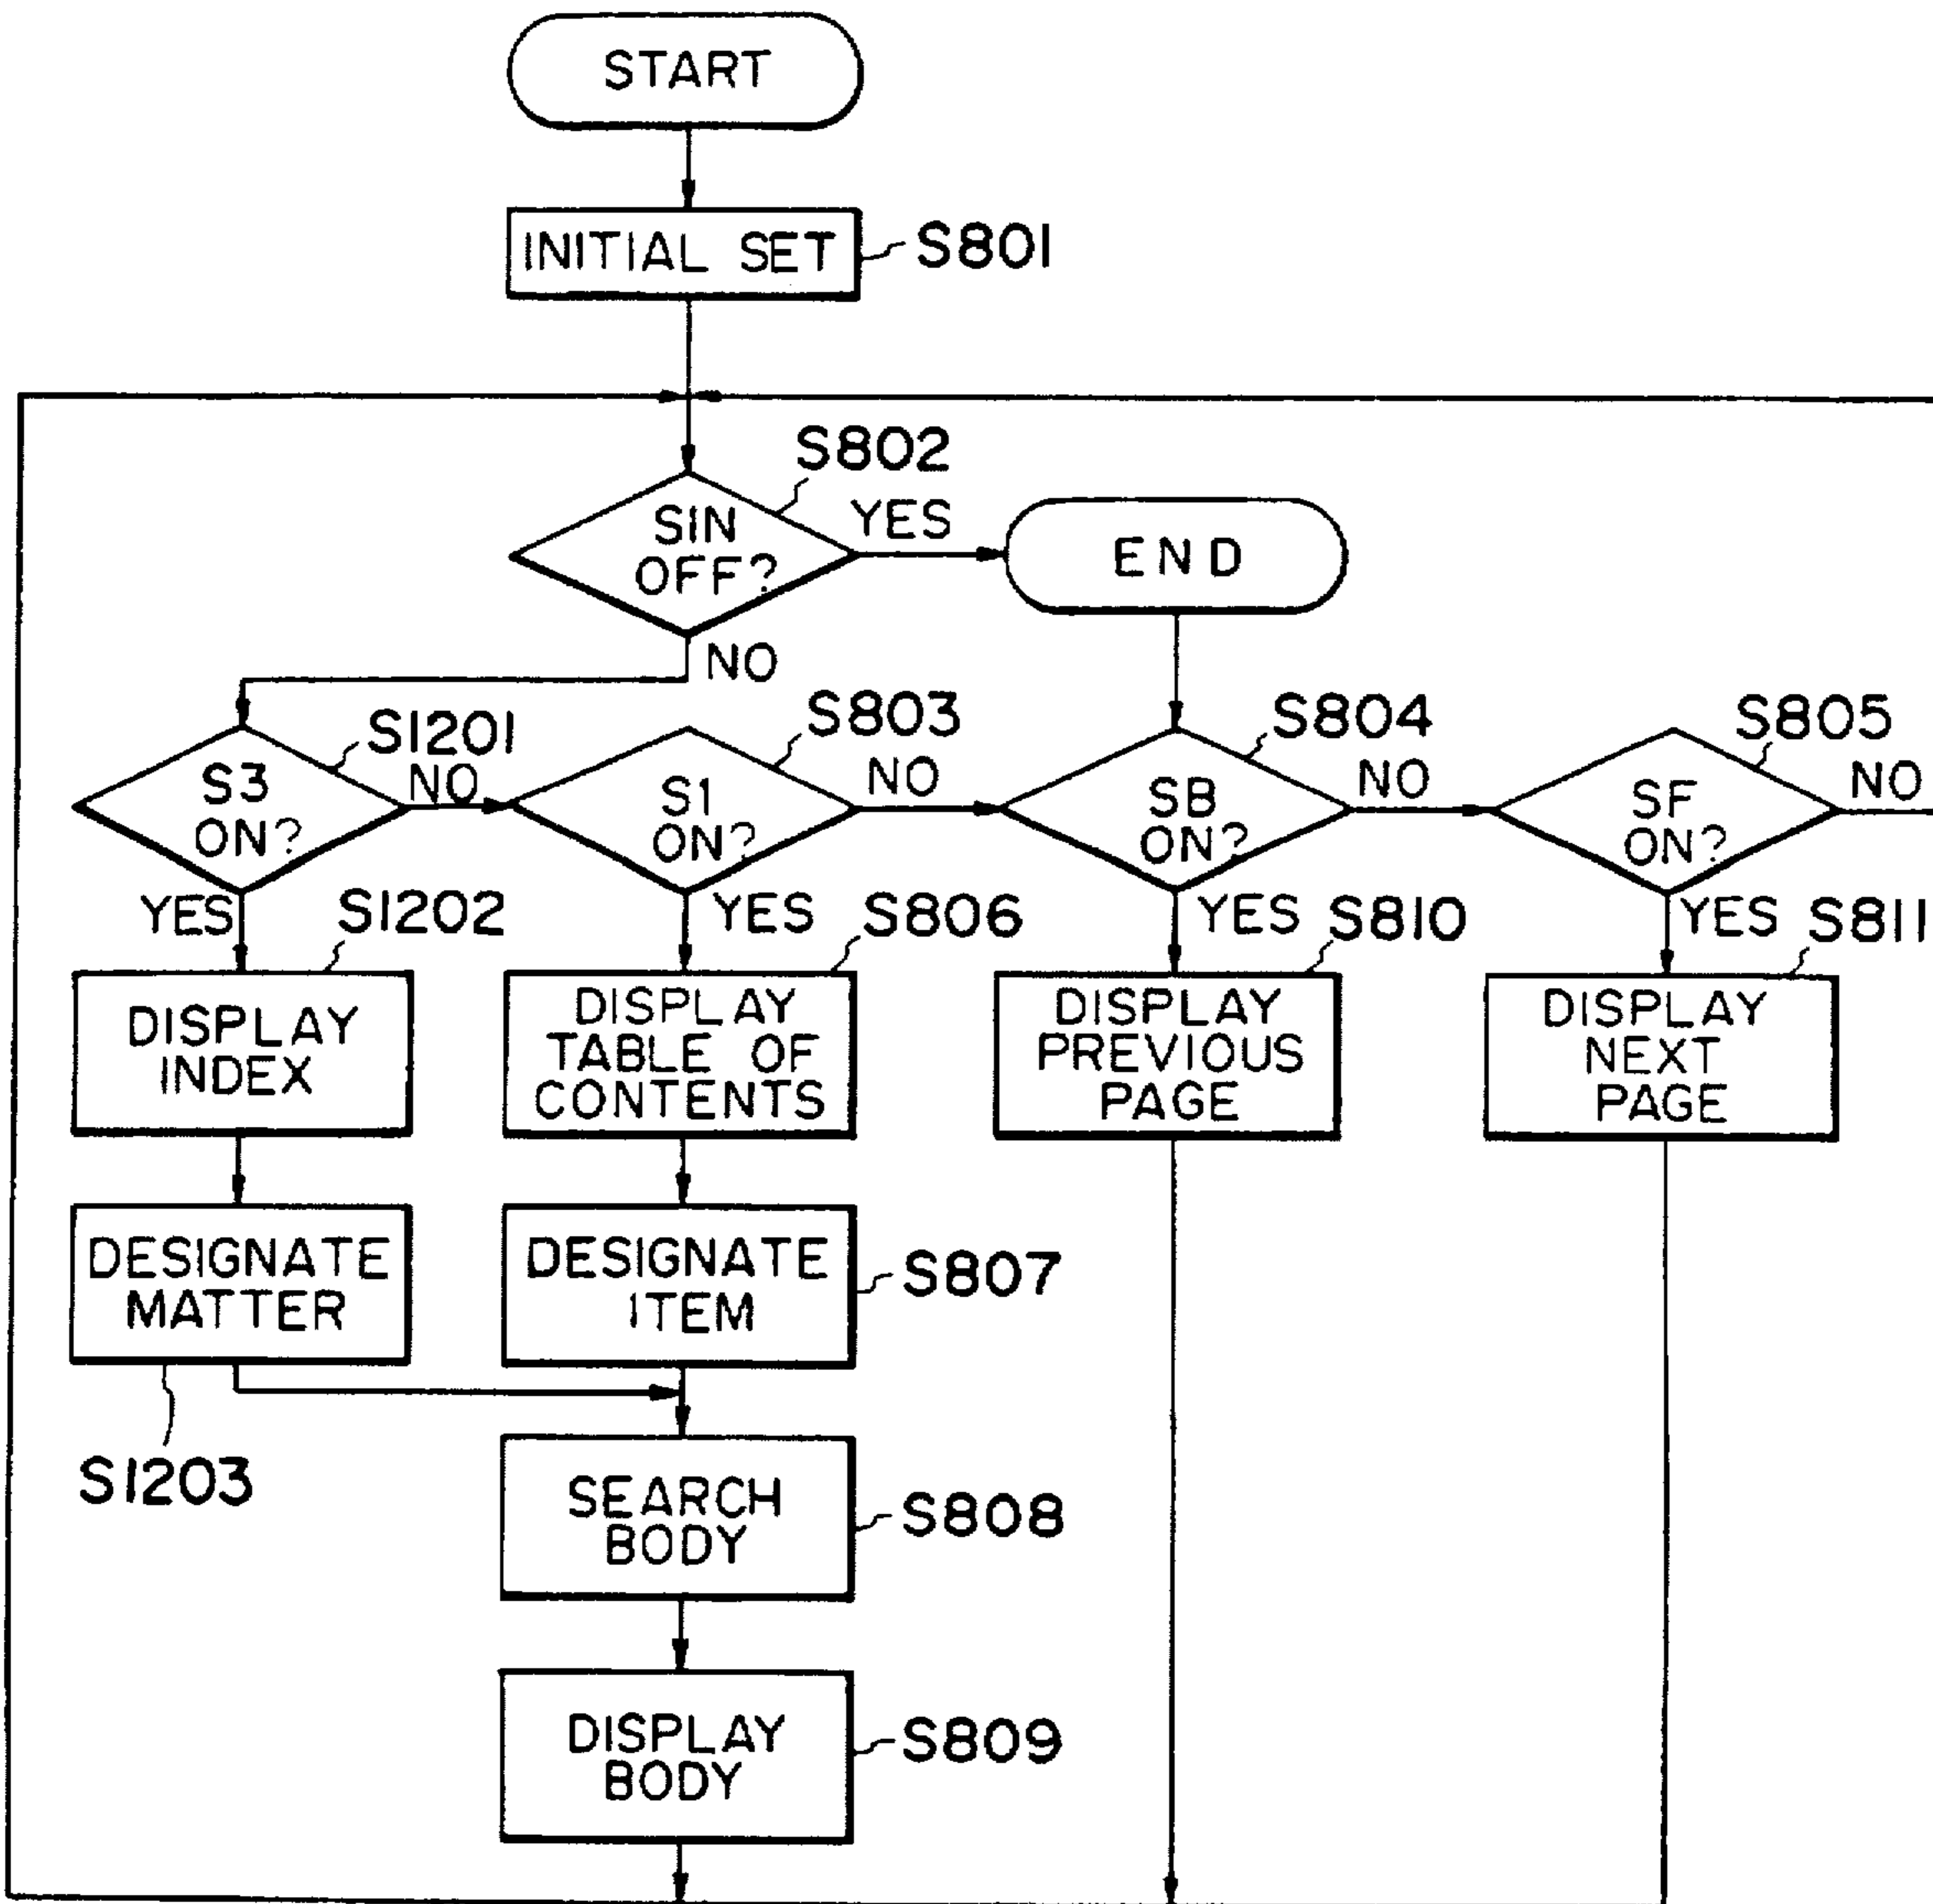 START
INITIAL SET
S801
S802
SIN
OFF?
YES
END
NO
S1201
S3
ON?
NO
S803
S1
ON?
NO
S804
SB
ON?
NO
S805
SF
ON?
NO
YES
S1202
YES
S806
YES
S810
YES
S811
DISPLAY
INDEX
DISPLAY
TABLE OF
CONTENTS
DISPLAY
PREVIOUS
PAGE
DISPLAY
NEXT
PAGE
DESIGNATE
MATTER
S1203
DESIGNATE
ITEM
S807
SEARCH
BODY
S808
DISPLAY
BODY
S809